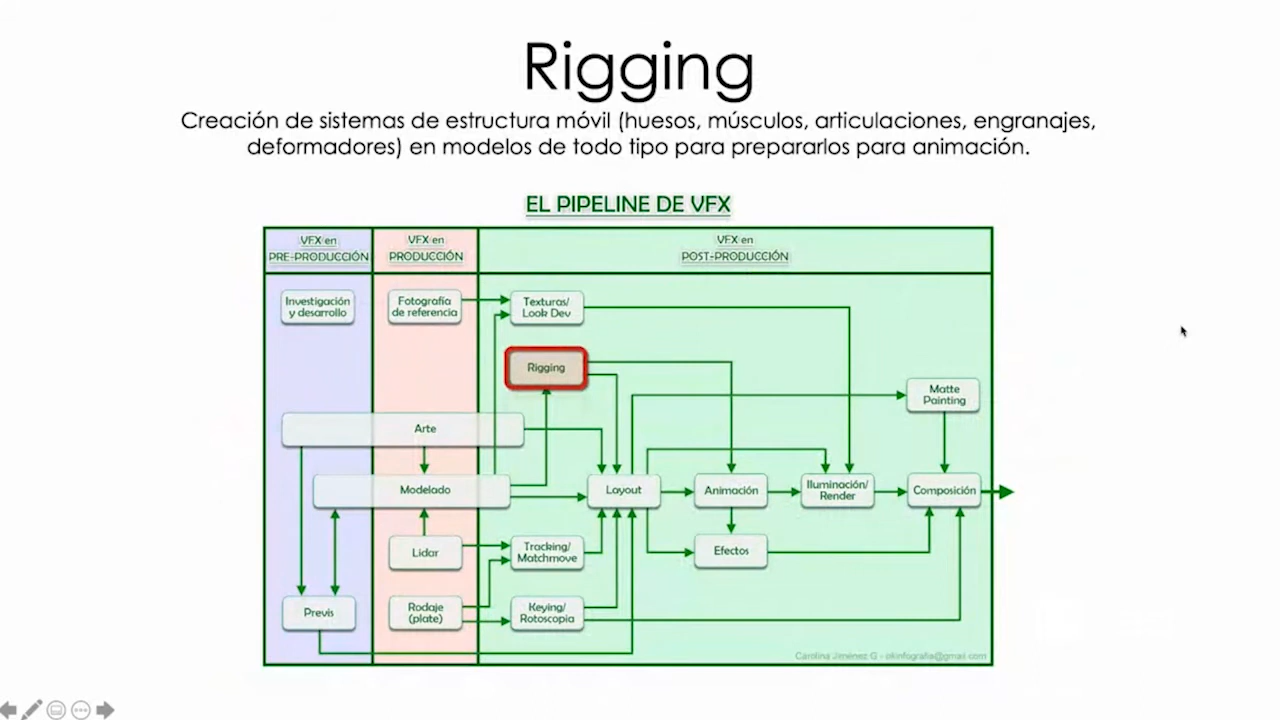 Rigging
Creación de sistemas de estructura móvil (huesos, músculos, articulaciones, engranajes,
deformadores) en modelos de todo tipo para prepararlos para animación.
EL PIPELINE DE VFX
VFX en
PRE-PRODUCCIÓN
VFX en
PRODUCCIÓN
VFX en
POST-PRODUCCIÓN
Investigación
y desarrollo
Fotografía
de referencia
Texturas/
Look Dev
Rigging
Matte
Painting
Arte
Modelado
Layout
Animación
Iluminación/
Render
Composición
Lidar
Tracking/
Matchmove
Efectos
Previs
Rodaje
(plate)
Keying/
Rotoscopia
Carolina Jiménez G - okinfografia@gmail.com